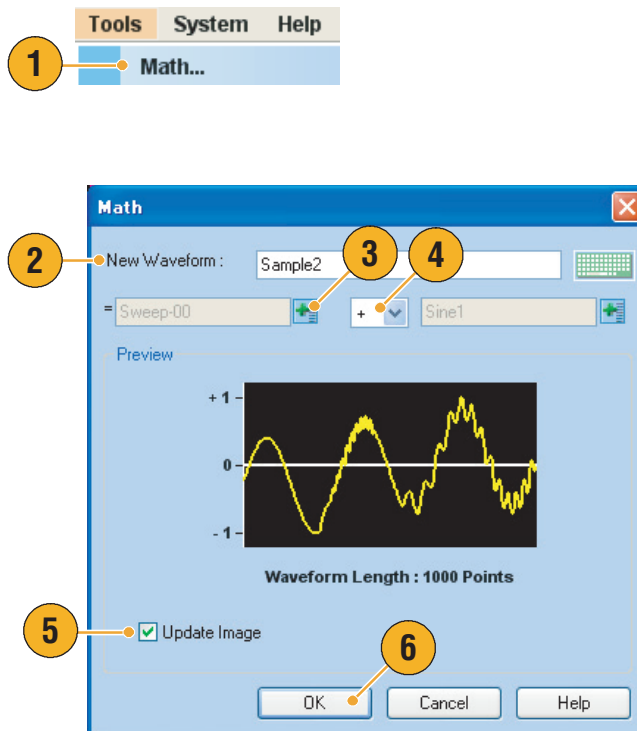 Tools System Help
1 Math...
Math
2 New Waveform : Sample2 3 4
= Sweep-00 + Sine1
Preview
+ 1
0
- 1
Waveform Length : 1000 Points
5 Update Image
6
OK Cancel Help